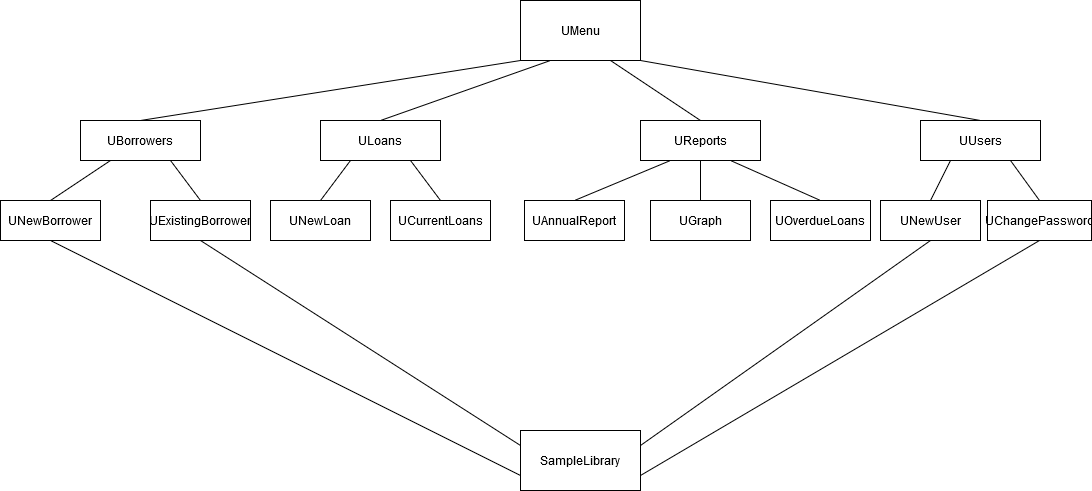 UMenu
UBorrowers
ULoans
UReports
UUsers
UNewBorrower
UExistingBorrower
UNewLoan
UCurrentLoans
UAnnualReport
UGraph
UOverdueLoans
UNewUser
UChangePassword
SampleLibrary